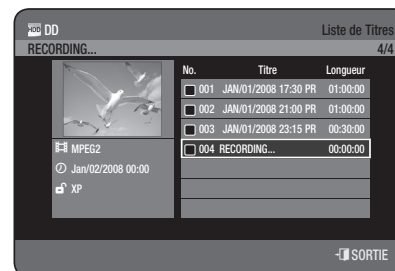 HDD DD Liste de Titres
RECORDING... 4/4
No. Titre Longueur
001 JAN/01/2008 17:30 PR 01:00:00
002 JAN/01/2008 21:00 PR 01:00:00
003 JAN/01/2008 23:15 PR 00:30:00
004 RECORDING... 00:00:00
MPEG2
Jan/02/2008 00:00
XP
SORTIE